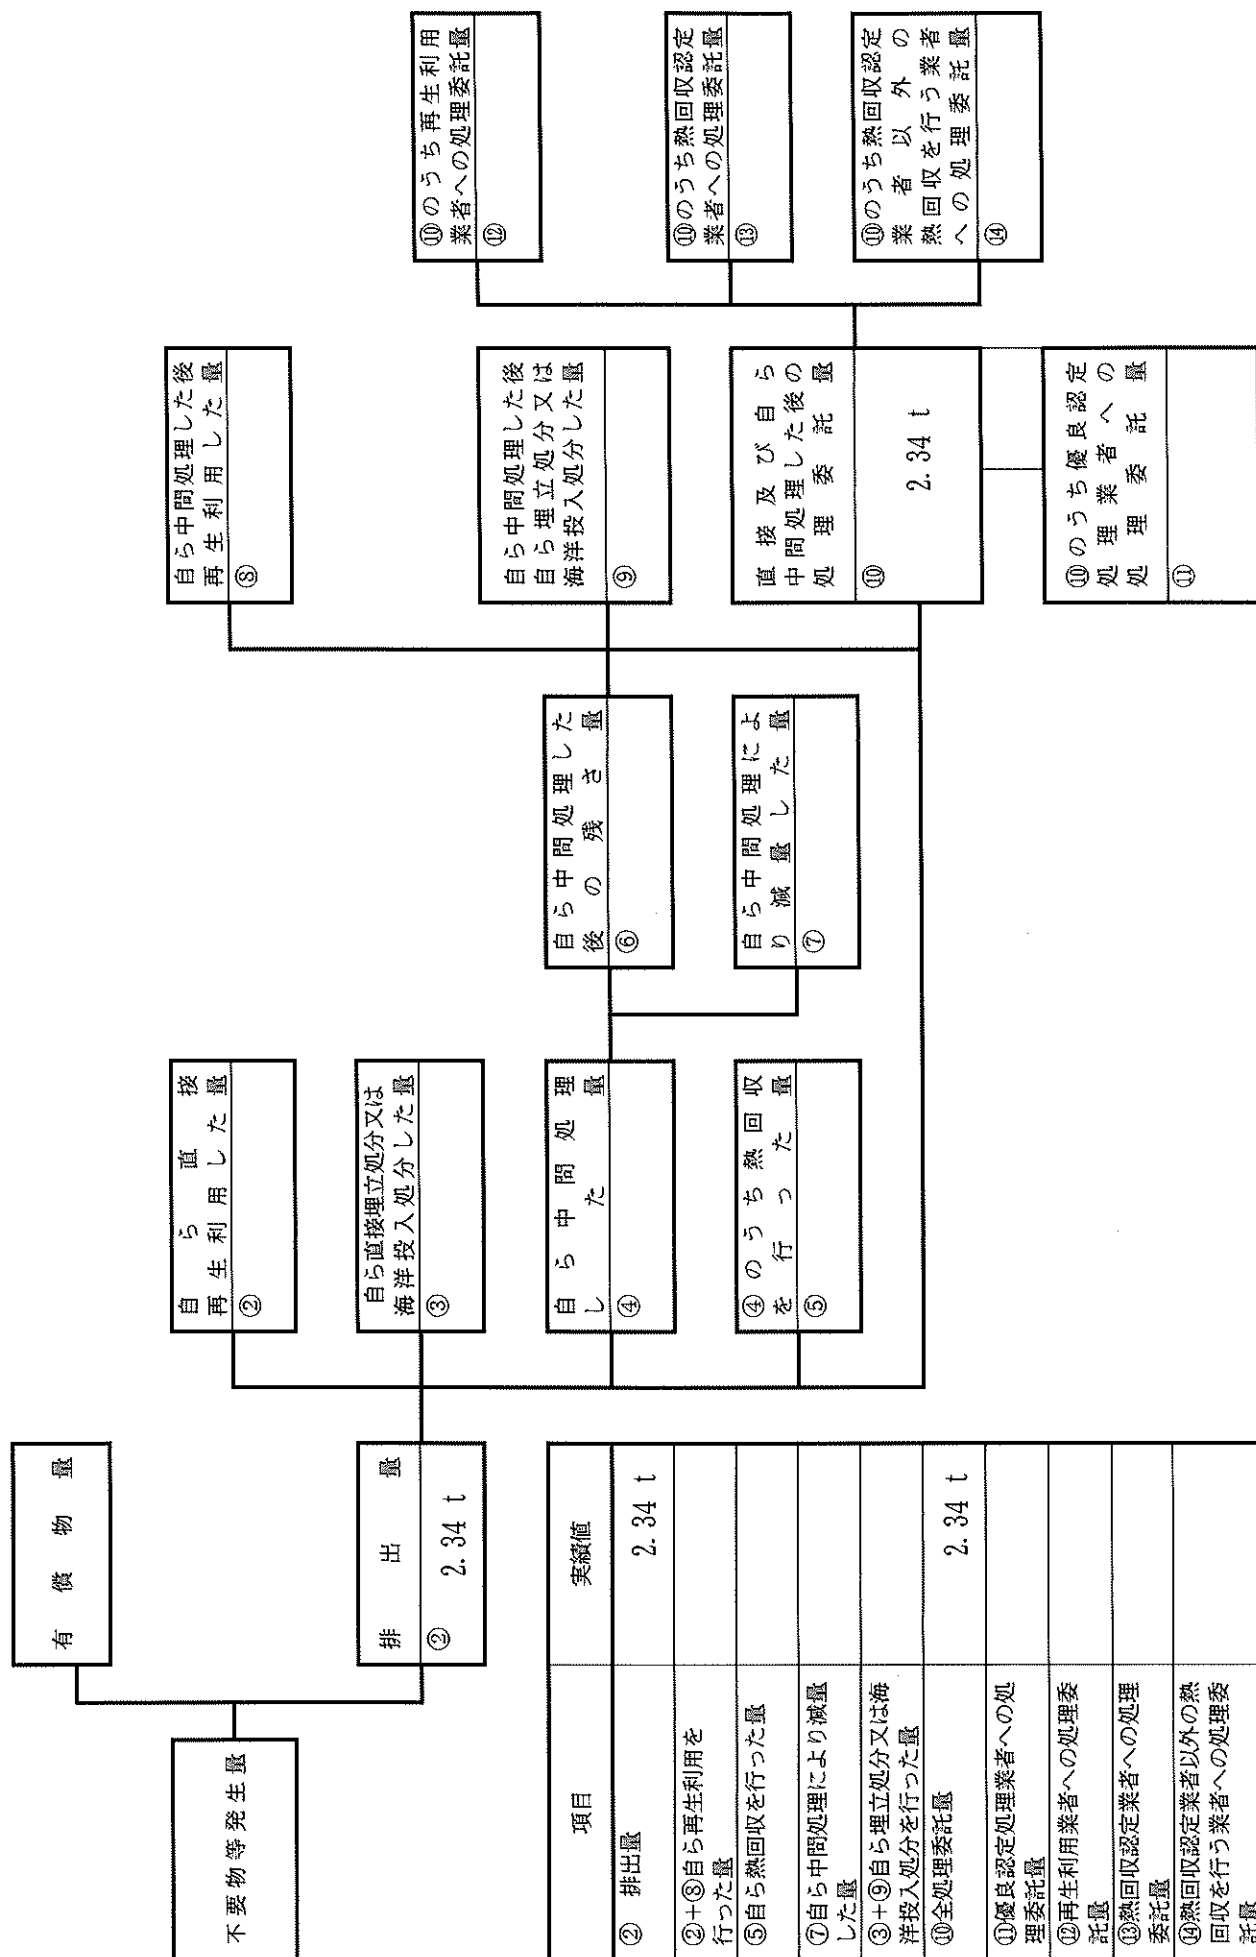 不要物等発生量
有償物量
排出量
②
2.34 t
自ら直接
再生利用した量
②
自ら直接埋立処分又は
海洋投入処分した量
③
自ら中間処理
した量
④
④のうち熱回収
を行った量
⑤
自ら中間処理した
後の残さ量
⑥
自ら中間処理によ
り減量した量
⑦
自ら中間処理した後
再生利用した量
⑧
自ら中間処理した後
自ら埋立処分又は
海洋投入処分した量
⑨
直接及び自ら
中間処理した後の
処理委託量
⑩
2.34 t
⑩のうち優良認定
処理業者への
処理委託量
⑪
⑩のうち再生利用
業者への処理委託量
⑫
⑩のうち熱回収認定
業者への処理委託量
⑬
⑩のうち熱回収認定
業者以外の
熱回収を行う業者
への処理委託量
⑭
項目 実績値
② 排出量 2.34 t
②+⑧自ら再生利用を
行った量
⑤自ら熱回収を行った量
⑦自ら中間処理により減量
した量
③+⑨自ら埋立処分又は海
洋投入処分を行った量
⑩全処理委託量 2.34 t
⑪優良認定処理業者への処
理委託量
⑫再生利用業者への処理委
託量
⑬熱回収認定業者への処理
委託量
⑭熱回収認定業者以外の熱
回収を行う業者への処理委
託量